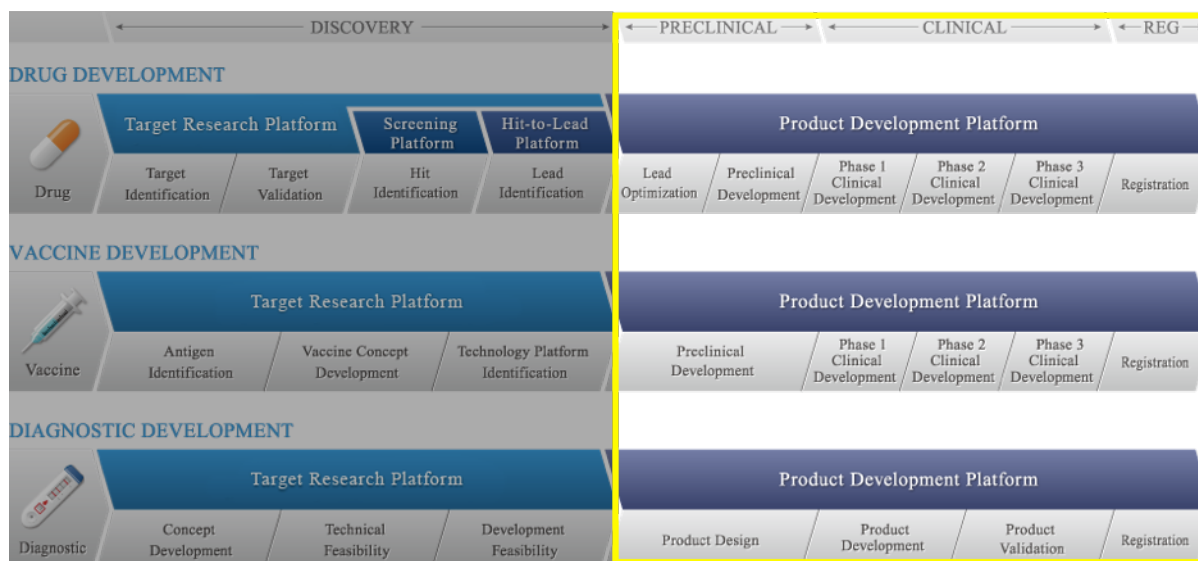 DISCOVERY PRECLINICAL CLINICAL REG
DRUG DEVELOPMENT
Target Research Platform
Screening
Platform
Hit-to-Lead
Platform
Product Development Platform
Drug
Target
Identification
Target
Validation
Hit
Identification
Lead
Identification
Lead
Optimization
Preclinical
Development
Phase 1
Clinical
Development
Phase 2
Clinical
Development
Phase 3
Clinical
Development
Registration
VACCINE DEVELOPMENT
Target Research Platform
Product Development Platform
Vaccine
Antigen
Identification
Vaccine Concept
Development
Technology Platform
Identification
Preclinical
Development
Phase 1
Clinical
Development
Phase 2
Clinical
Development
Phase 3
Clinical
Development
Registration
DIAGNOSTIC DEVELOPMENT
Target Research Platform
Product Development Platform
Diagnostic
Concept
Development
Technical
Feasibility
Development
Feasibility
Product Design
Product
Development
Product
Validation
Registration